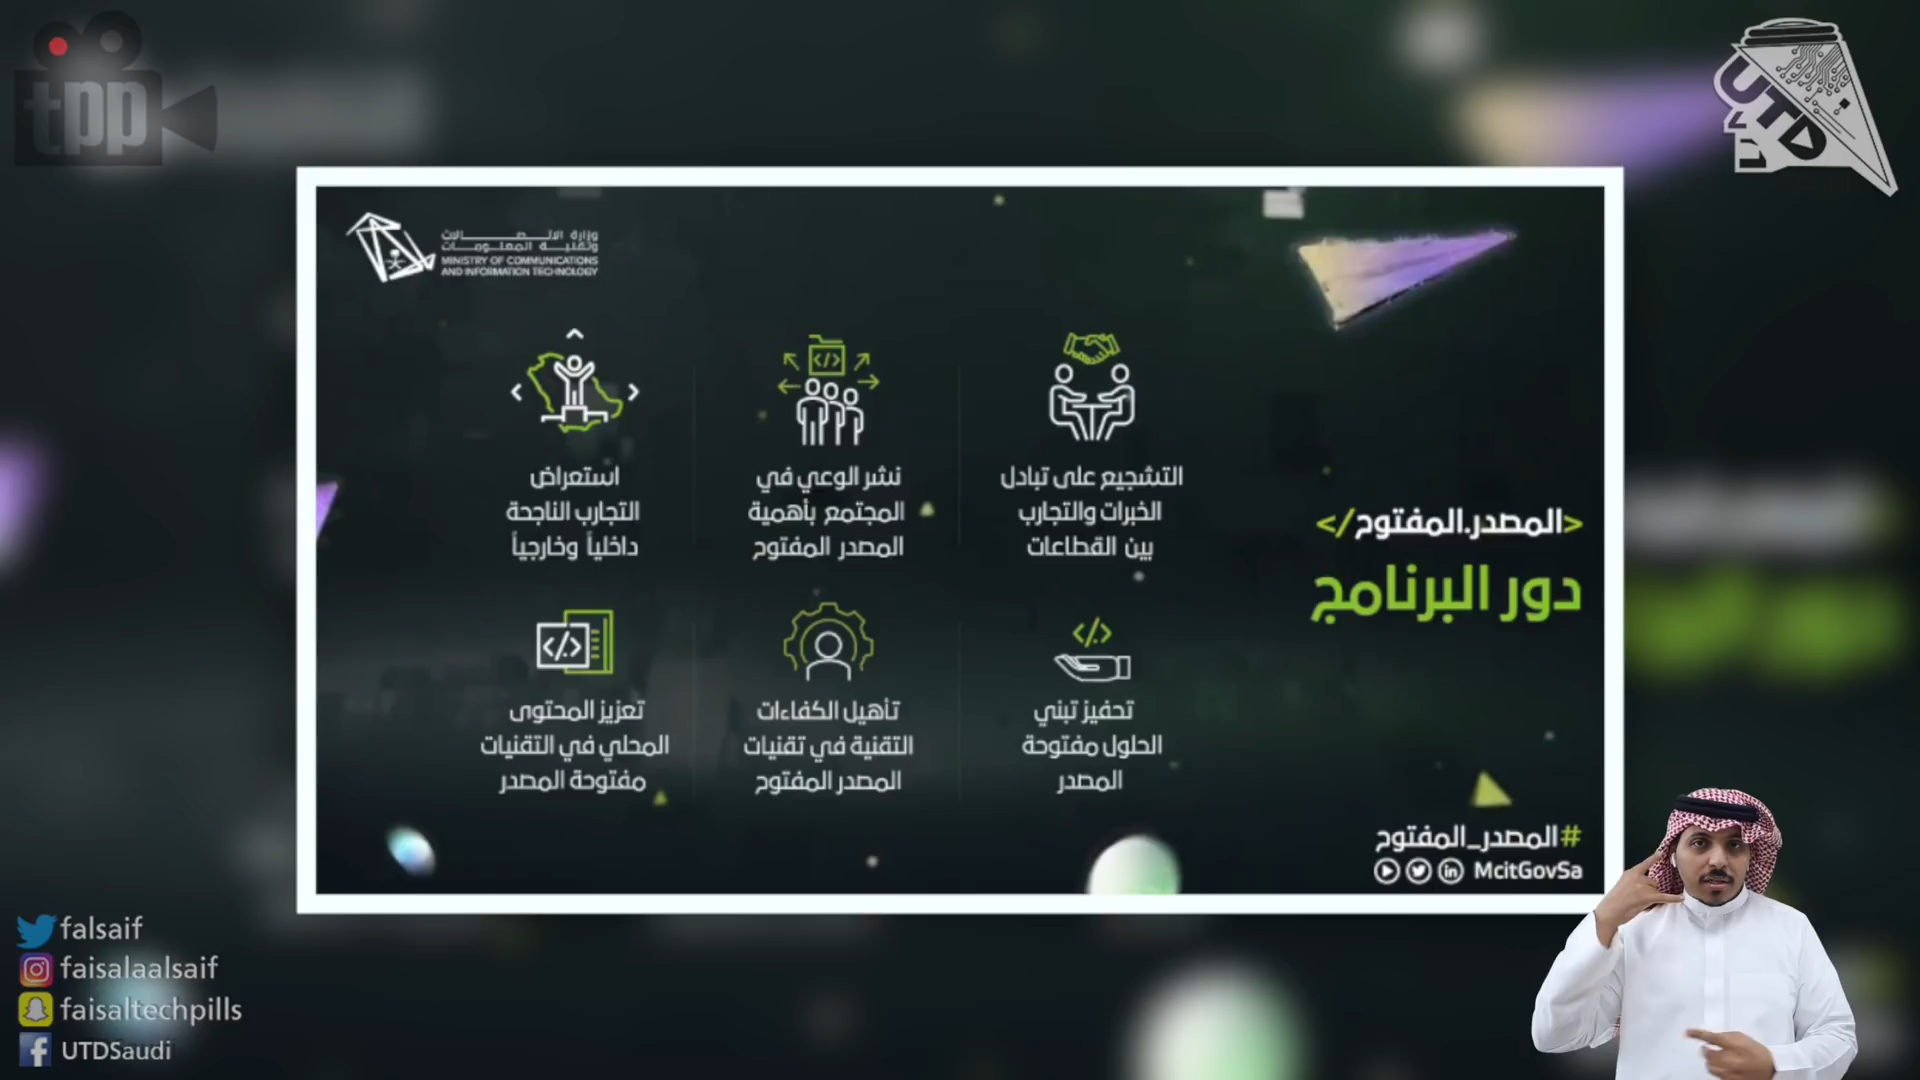 tpp
UTD
وزارة الاتصالات
وتقنية المعلومات
MINISTRY OF COMMUNICATIONS
AND INFORMATION TECHNOLOGY
<المصدر.المفتوح/>
دور البرنامج
التشجيع على تبادل
الخبرات والتجارب
بين القطاعات
نشر الوعي في
المجتمع بأهمية
المصدر المفتوح
استعراض
التجارب الناجحة
داخلياً وخارجياً
تحفيز تبني
الحلول مفتوحة
المصدر
تأهيل الكفاءات
التقنية في تقنيات
المصدر المفتوح
تعزيز المحتوى
المحلي في التقنيات
مفتوحة المصدر
#المصدر_المفتوح
McitGovSa
falsaif
faisalaalsaif
faisaltechpills
UTDSaudi